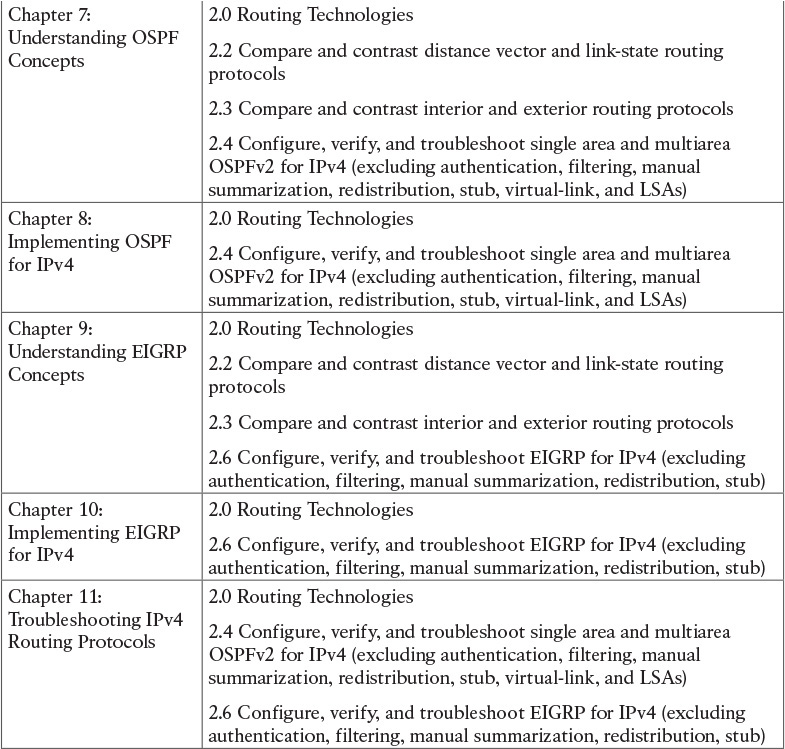 Chapter 7:
Understanding OSPF
Concepts
2.0 Routing Technologies
2.2 Compare and contrast distance vector and link-state routing
protocols
2.3 Compare and contrast interior and exterior routing protocols
2.4 Configure, verify, and troubleshoot single area and multiarea
OSPFv2 for IPv4 (excluding authentication, filtering, manual
summarization, redistribution, stub, virtual-link, and LSAs)
Chapter 8:
Implementing OSPF
for IPv4
2.0 Routing Technologies
2.4 Configure, verify, and troubleshoot single area and multiarea
OSPFv2 for IPv4 (excluding authentication, filtering, manual
summarization, redistribution, stub, virtual-link, and LSAs)
Chapter 9:
Understanding EIGRP
Concepts
2.0 Routing Technologies
2.2 Compare and contrast distance vector and link-state routing
protocols
2.3 Compare and contrast interior and exterior routing protocols
2.6 Configure, verify, and troubleshoot EIGRP for IPv4 (excluding
authentication, filtering, manual summarization, redistribution, stub)
Chapter 10:
Implementing EIGRP
for IPv4
2.0 Routing Technologies
2.6 Configure, verify, and troubleshoot EIGRP for IPv4 (excluding
authentication, filtering, manual summarization, redistribution, stub)
Chapter 11:
Troubleshooting IPv4
Routing Protocols
2.0 Routing Technologies
2.4 Configure, verify, and troubleshoot single area and multiarea
OSPFv2 for IPv4 (excluding authentication, filtering, manual
summarization, redistribution, stub, virtual-link, and LSAs)
2.6 Configure, verify, and troubleshoot EIGRP for IPv4 (excluding
authentication, filtering, manual summarization, redistribution, stub)